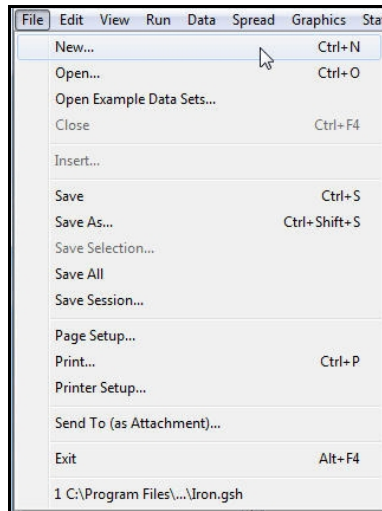 File Edit View Run Data Spread Graphics Sta
New... Ctrl+N
Open... Ctrl+O
Open Example Data Sets...
Close Ctrl+F4
Insert...
Save Ctrl+S
Save As... Ctrl+Shift+S
Save Selection...
Save All
Save Session...
Page Setup...
Print... Ctrl+P
Printer Setup...
Send To (as Attachment)...
Exit Alt+F4
1 C:\Program Files\...\Iron.gsh